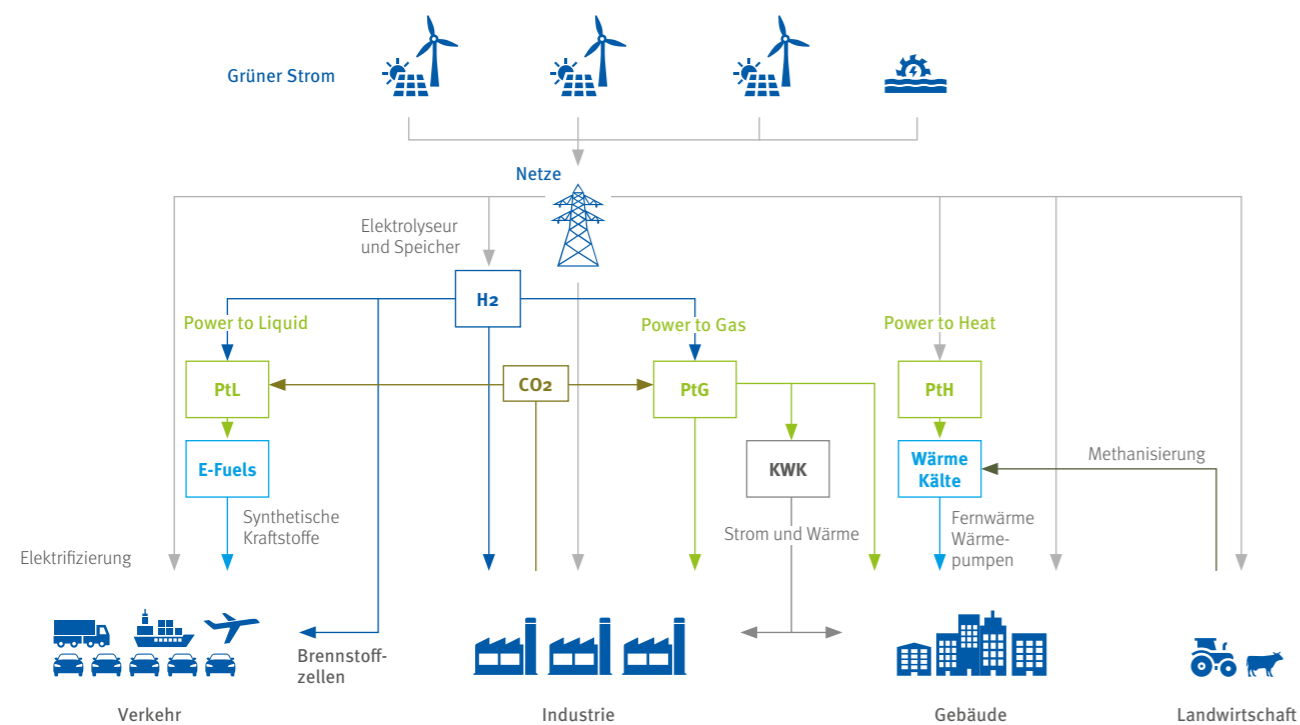 Grüner Strom
Netze
Elektrolyseur
und Speicher
H2
Power to Liquid
Power to Gas
Power to Heat
PtL
CO2
PtG
PtH
E-Fuels
KWK
Wärme
Kälte
Methanisierung
Synthetische
Kraftstoffe
Strom und Wärme
Fernwärme
Wärme-
pumpen
Elektrifizierung
Brennstoff-
zellen
Verkehr
Industrie
Gebäude
Landwirtschaft